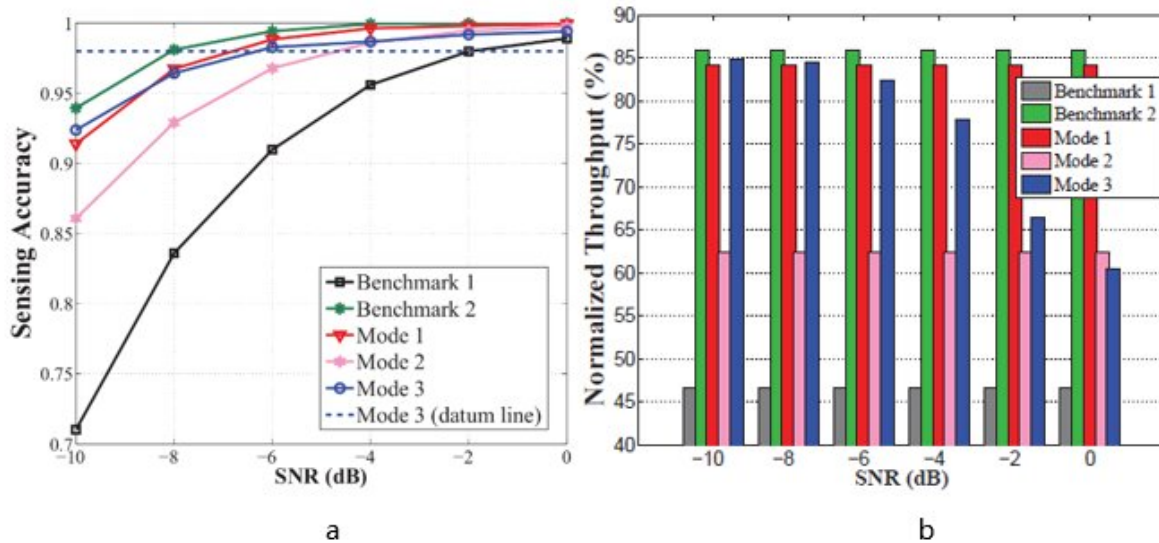 1
0.95
0.9
0.85
0.8
0.75
0.7
Sensing Accuracy
Benchmark 1
Benchmark 2
Mode 1
Mode 2
Mode 3
Mode 3 (datum line)
−10 −8 −6 −4 −2 0
SNR (dB)
a
90
85
80
75
70
65
60
55
50
45
40
Normalized Throughput (%)
Benchmark 1
Benchmark 2
Mode 1
Mode 2
Mode 3
−10 −8 −6 −4 −2 0
SNR (dB)
b